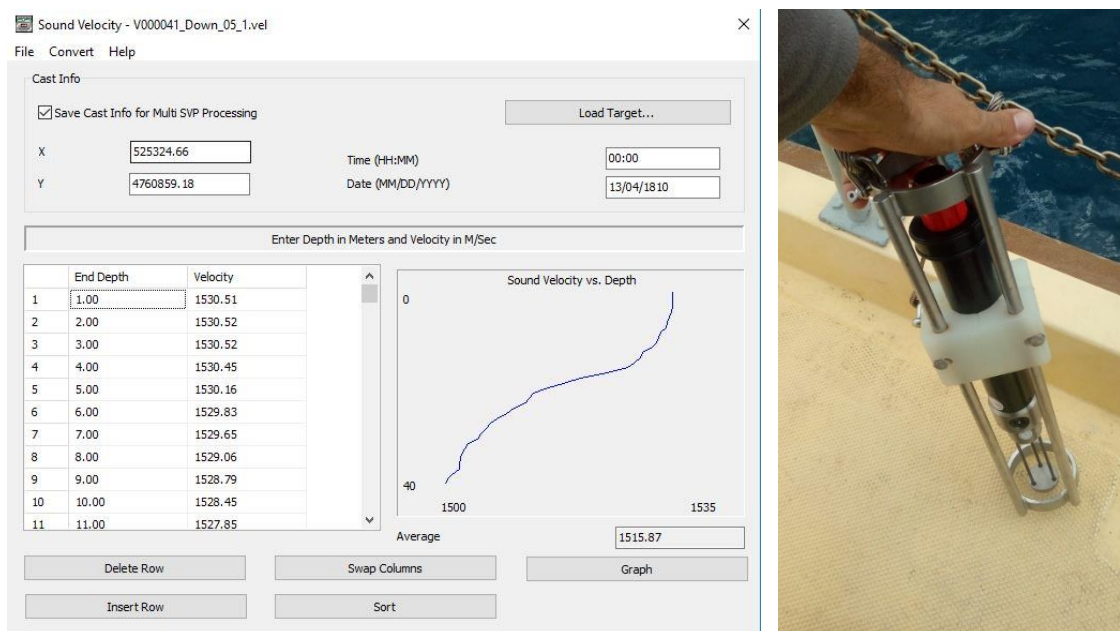 Sound Velocity - V000041_Down_05_1.vel
File Convert Help
Cast Info
Save Cast Info for Multi SVP Processing
Load Target...
X 525324.66
Time (HH:MM) 00:00
Y 4760859.18
Date (MM/DD/YYYY) 13/04/1810
Enter Depth in Meters and Velocity in M/Sec
End Depth Velocity
1 1.00 1530.51
2 2.00 1530.52
3 3.00 1530.52
4 4.00 1530.45
5 5.00 1530.16
6 6.00 1529.83
7 7.00 1529.65
8 8.00 1529.06
9 9.00 1528.79
10 10.00 1528.45
11 11.00 1527.85
Sound Velocity vs. Depth
0
40
1500 1535
Average 1515.87
Delete Row Swap Columns Graph
Insert Row Sort